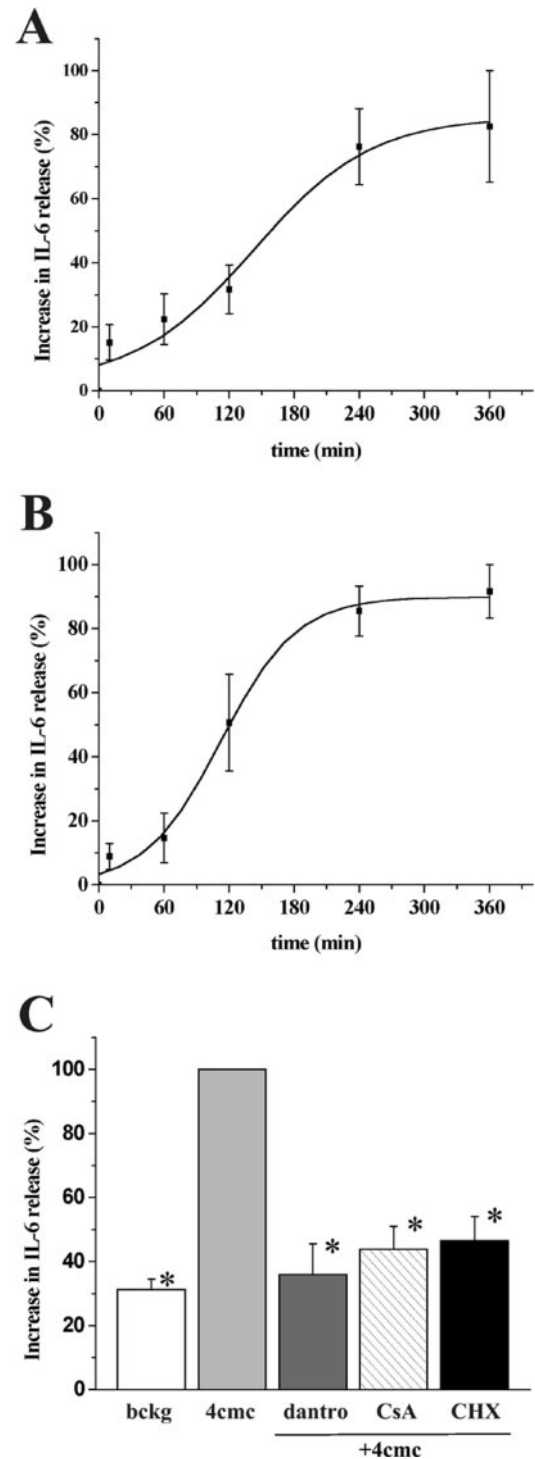 A
Increase in IL-6 release (%)
100
80
60
40
20
0
0 60 120 180 240 300 360
time (min)
B
Increase in IL-6 release (%)
100
80
60
40
20
0
0 60 120 180 240 300 360
time (min)
C
Increase in IL-6 release (%)
100
80
60
40
20
0
*
*
*
*
bckg 4cmc dantro CsA CHX
+4cmc